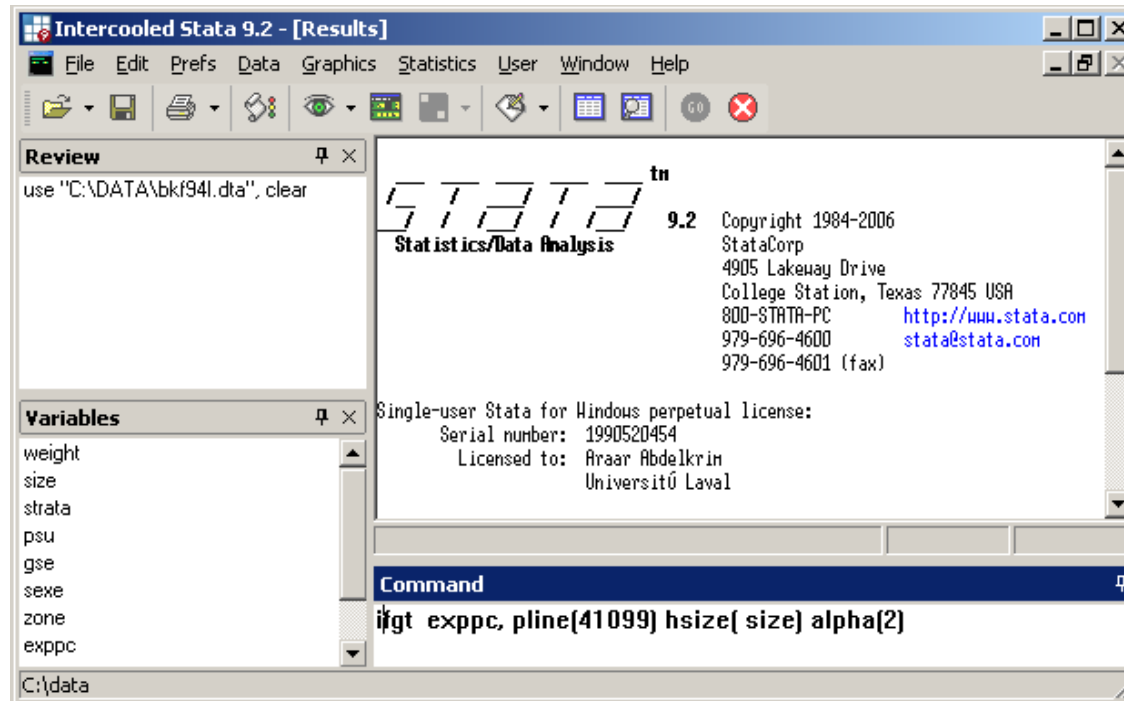 Intercooled Stata 9.2 - [Results]
File Edit Prefs Data Graphics Statistics User Window Help
GO
Review
use "C:\DATA\bkf94I.dta", clear
Variables
weight
size
strata
psu
gse
sexe
zone
exppc
STATA tm
9.2 Copyright 1984-2006
Statistics/Data Analysis StataCorp
4905 Lakeway Drive
College Station, Texas 77845 USA
800-STATA-PC http://www.stata.com
979-696-4600 stata@stata.com
979-696-4601 (fax)
Single-user Stata for Windows perpetual license:
Serial number: 1990520454
Licensed to: Araar Abdelkrim
UniversitÚ Laval
Command
ifgt exppc, pline(41099) hsize( size) alpha(2)
C:\data